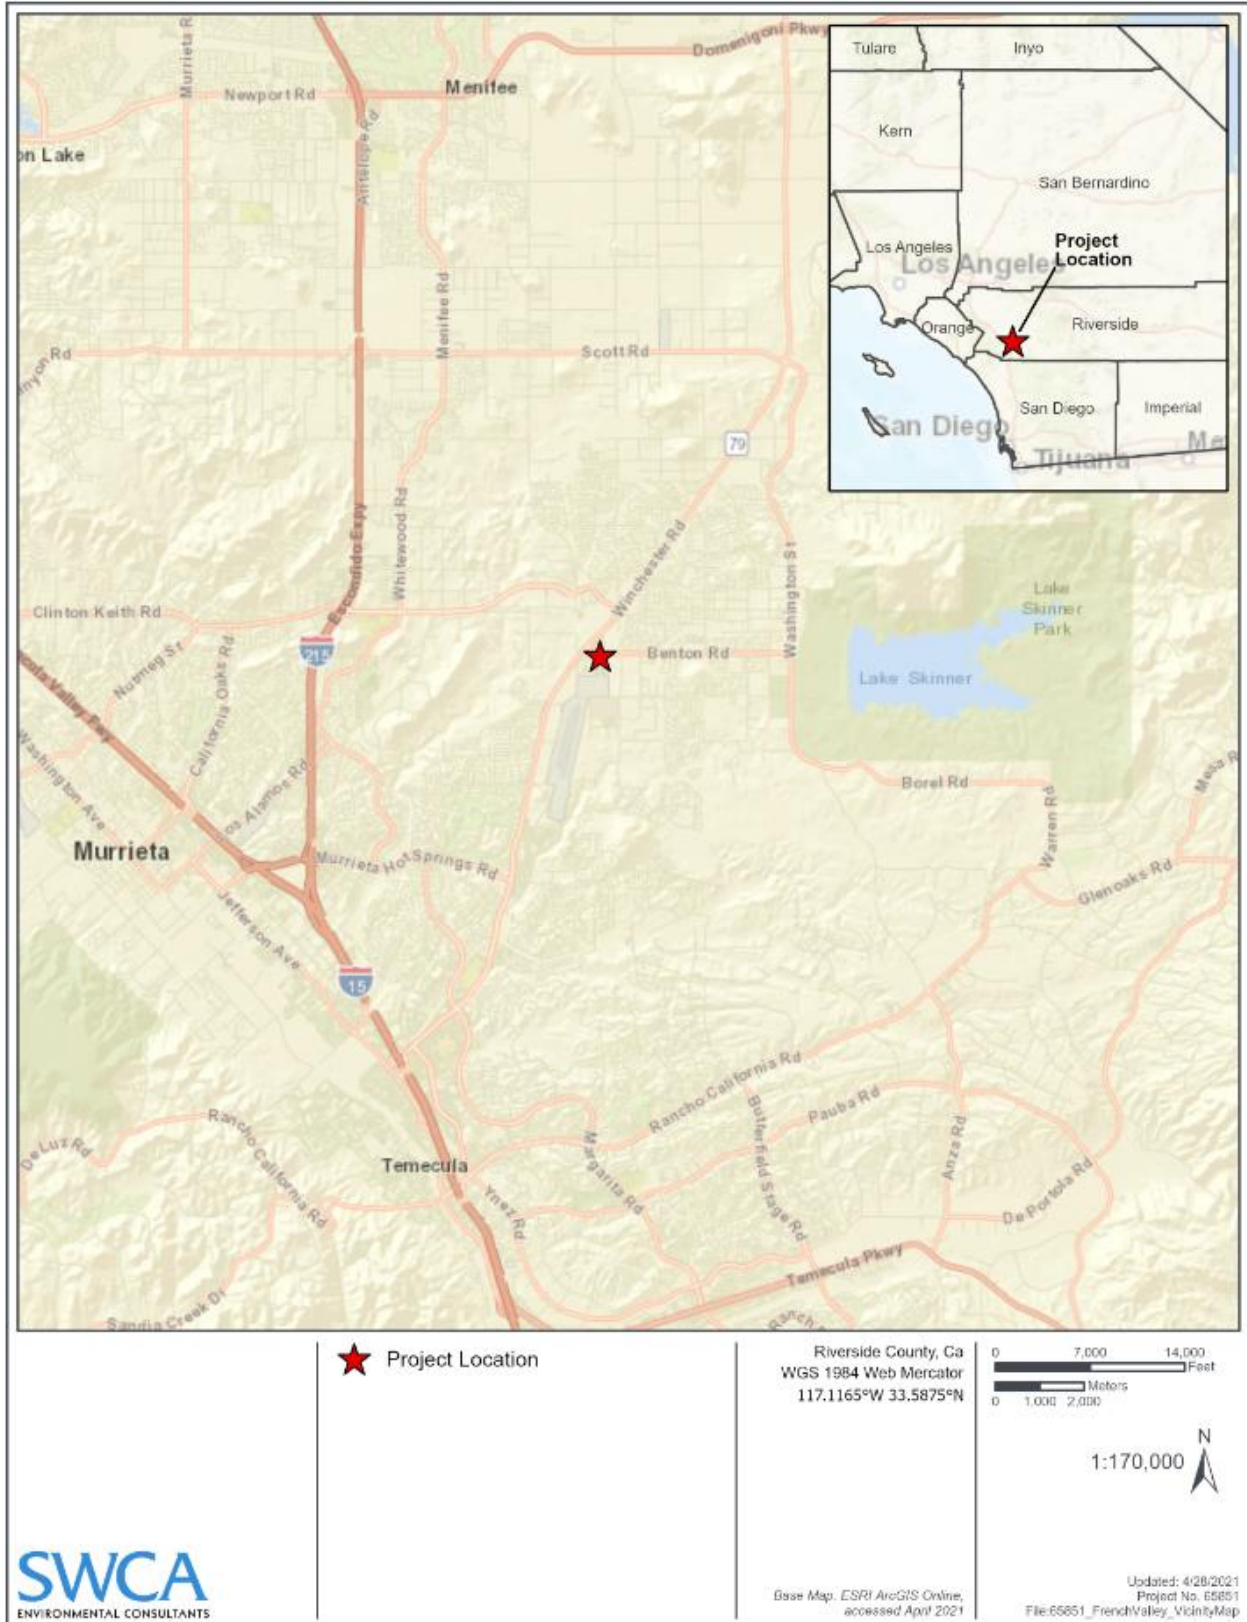 Murrieta R
Domenigoni Pkwy
Newport Rd
Menifee
on Lake
Antelope Rd
Menifee Rd
nyon Rd
Scott Rd
79
Escondido Expy
Whitewood Rd
Winchester Rd
Washington St
Clinton Keith Rd
Nutmeg St
California Oaks Rd
215
Benton Rd
Lake
Skinner
Park
Lake Skinner
cula Valley Fwy
Washington Ave
Los Alamos Rd
Borel Rd
Mesa R
Warren Rd
Murrieta
Murrieta Hot Springs Rd
Glenoaks Rd
Jefferson Ave
15
Rancho California Rd
Pauba Rd
Butterfield Stage Rd
Margarita Rd
Anza Rd
De Luz Rd
Rancho California Rd
Temecula
Ynez Rd
De Portola Rd
Temecula Pkwy
Sandia Creek Dr
Ranch
Tulare
Inyo
Kern
San Bernardino
Los Angeles
Los Angeles
Project
Location
Orange
Riverside
San Diego
Imperial
San Diego
Tijuana
Me
Project Location
Riverside County, Ca
WGS 1984 Web Mercator
117.1165°W 33.5875°N
0 7,000 14,000
Feet
Meters
0 1,000 2,000
N
1:170,000
SWCA
ENVIRONMENTAL CONSULTANTS
Base Map: ESRI ArcGIS Online,
accessed April 2021
Updated: 4/28/2021
Project No. 65851
File:65851_FrenchValley_VicinityMap